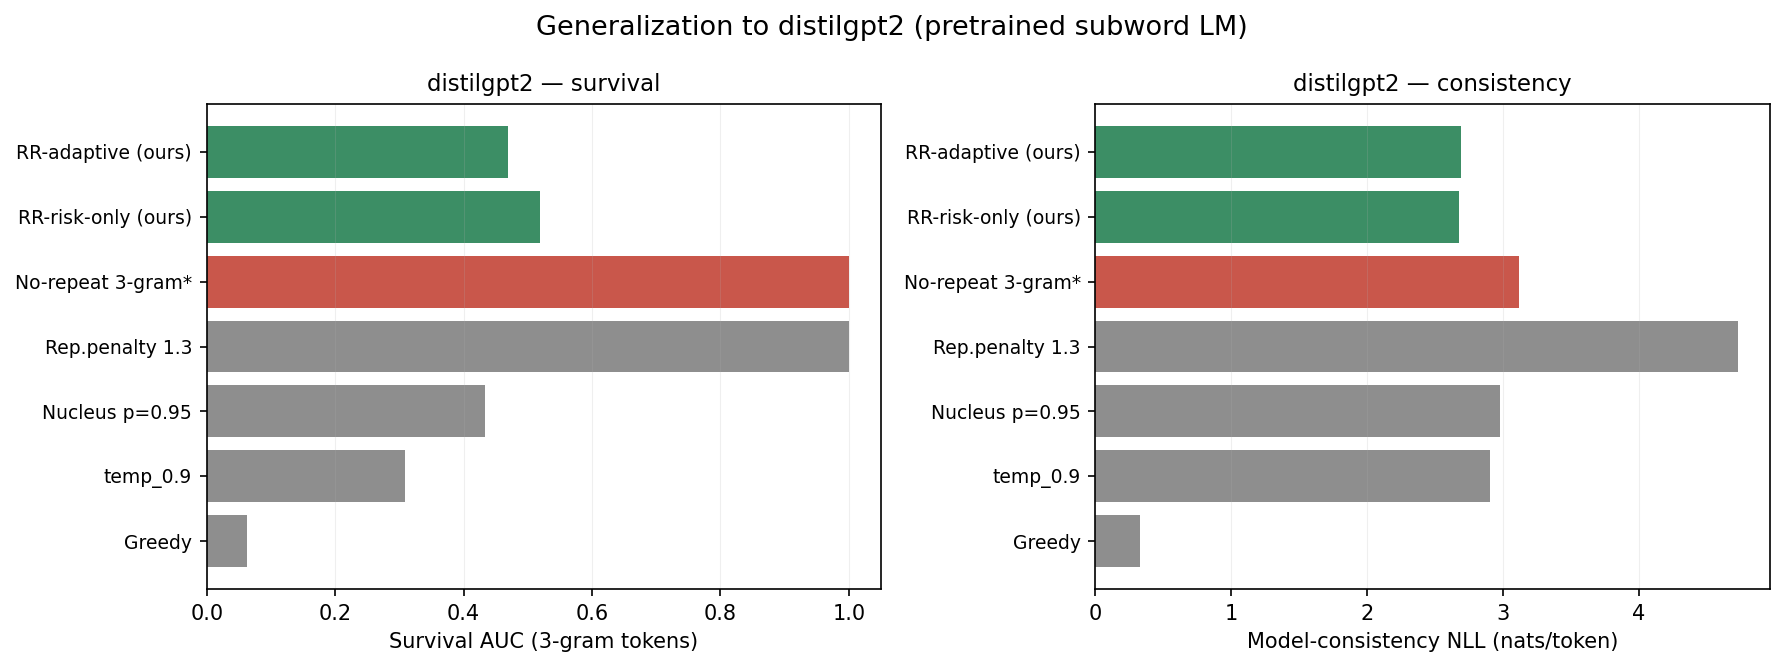 Generalization to distilgpt2 (pretrained subword LM)
distilgpt2 — survival
RR-adaptive (ours)
RR-risk-only (ours)
No-repeat 3-gram*
Rep.penalty 1.3
Nucleus p=0.95
temp_0.9
Greedy
0.0 0.2 0.4 0.6 0.8 1.0
Survival AUC (3-gram tokens)
distilgpt2 — consistency
RR-adaptive (ours)
RR-risk-only (ours)
No-repeat 3-gram*
Rep.penalty 1.3
Nucleus p=0.95
temp_0.9
Greedy
0 1 2 3 4
Model-consistency NLL (nats/token)